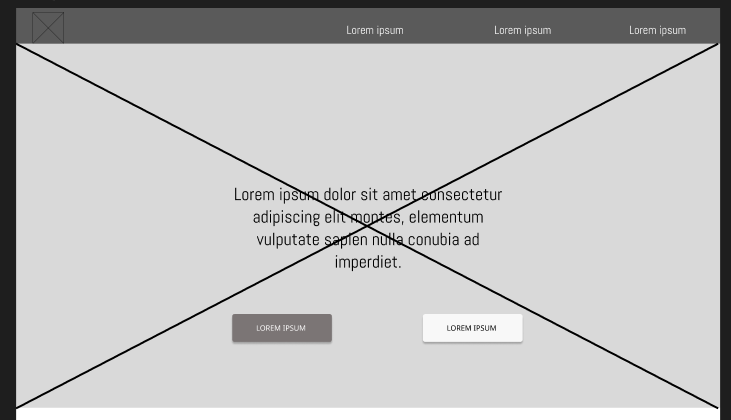 Lorem ipsum
Lorem ipsum
Lorem ipsum
Lorem ipsum dolor sit amet consectetur
adipiscing elit montes, elementum
vulputate sapien nulla conubia ad
imperdiet.
LOREM IPSUM
LOREM IPSUM